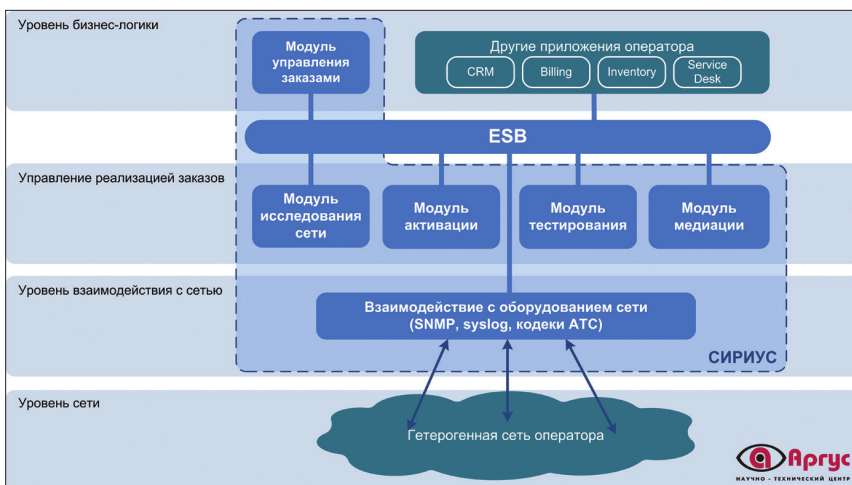 Уровень бизнес-логики
Модуль
управления
заказами
Другие приложения оператора
CRM
Billing
Inventory
Service
Desk
ESB
Управление реализацией заказов
Модуль
исследования
сети
Модуль
активации
Модуль
тестирования
Модуль
медиации
Уровень взаимодействия с сетью
Взаимодействие с оборудованием сети
(SNMP, syslog, кодеки АТС)
СИРИУС
Уровень сети
Гетерогенная сеть оператора
Аргус
НАУЧНО - ТЕХНИЧЕСКИЙ ЦЕНТР